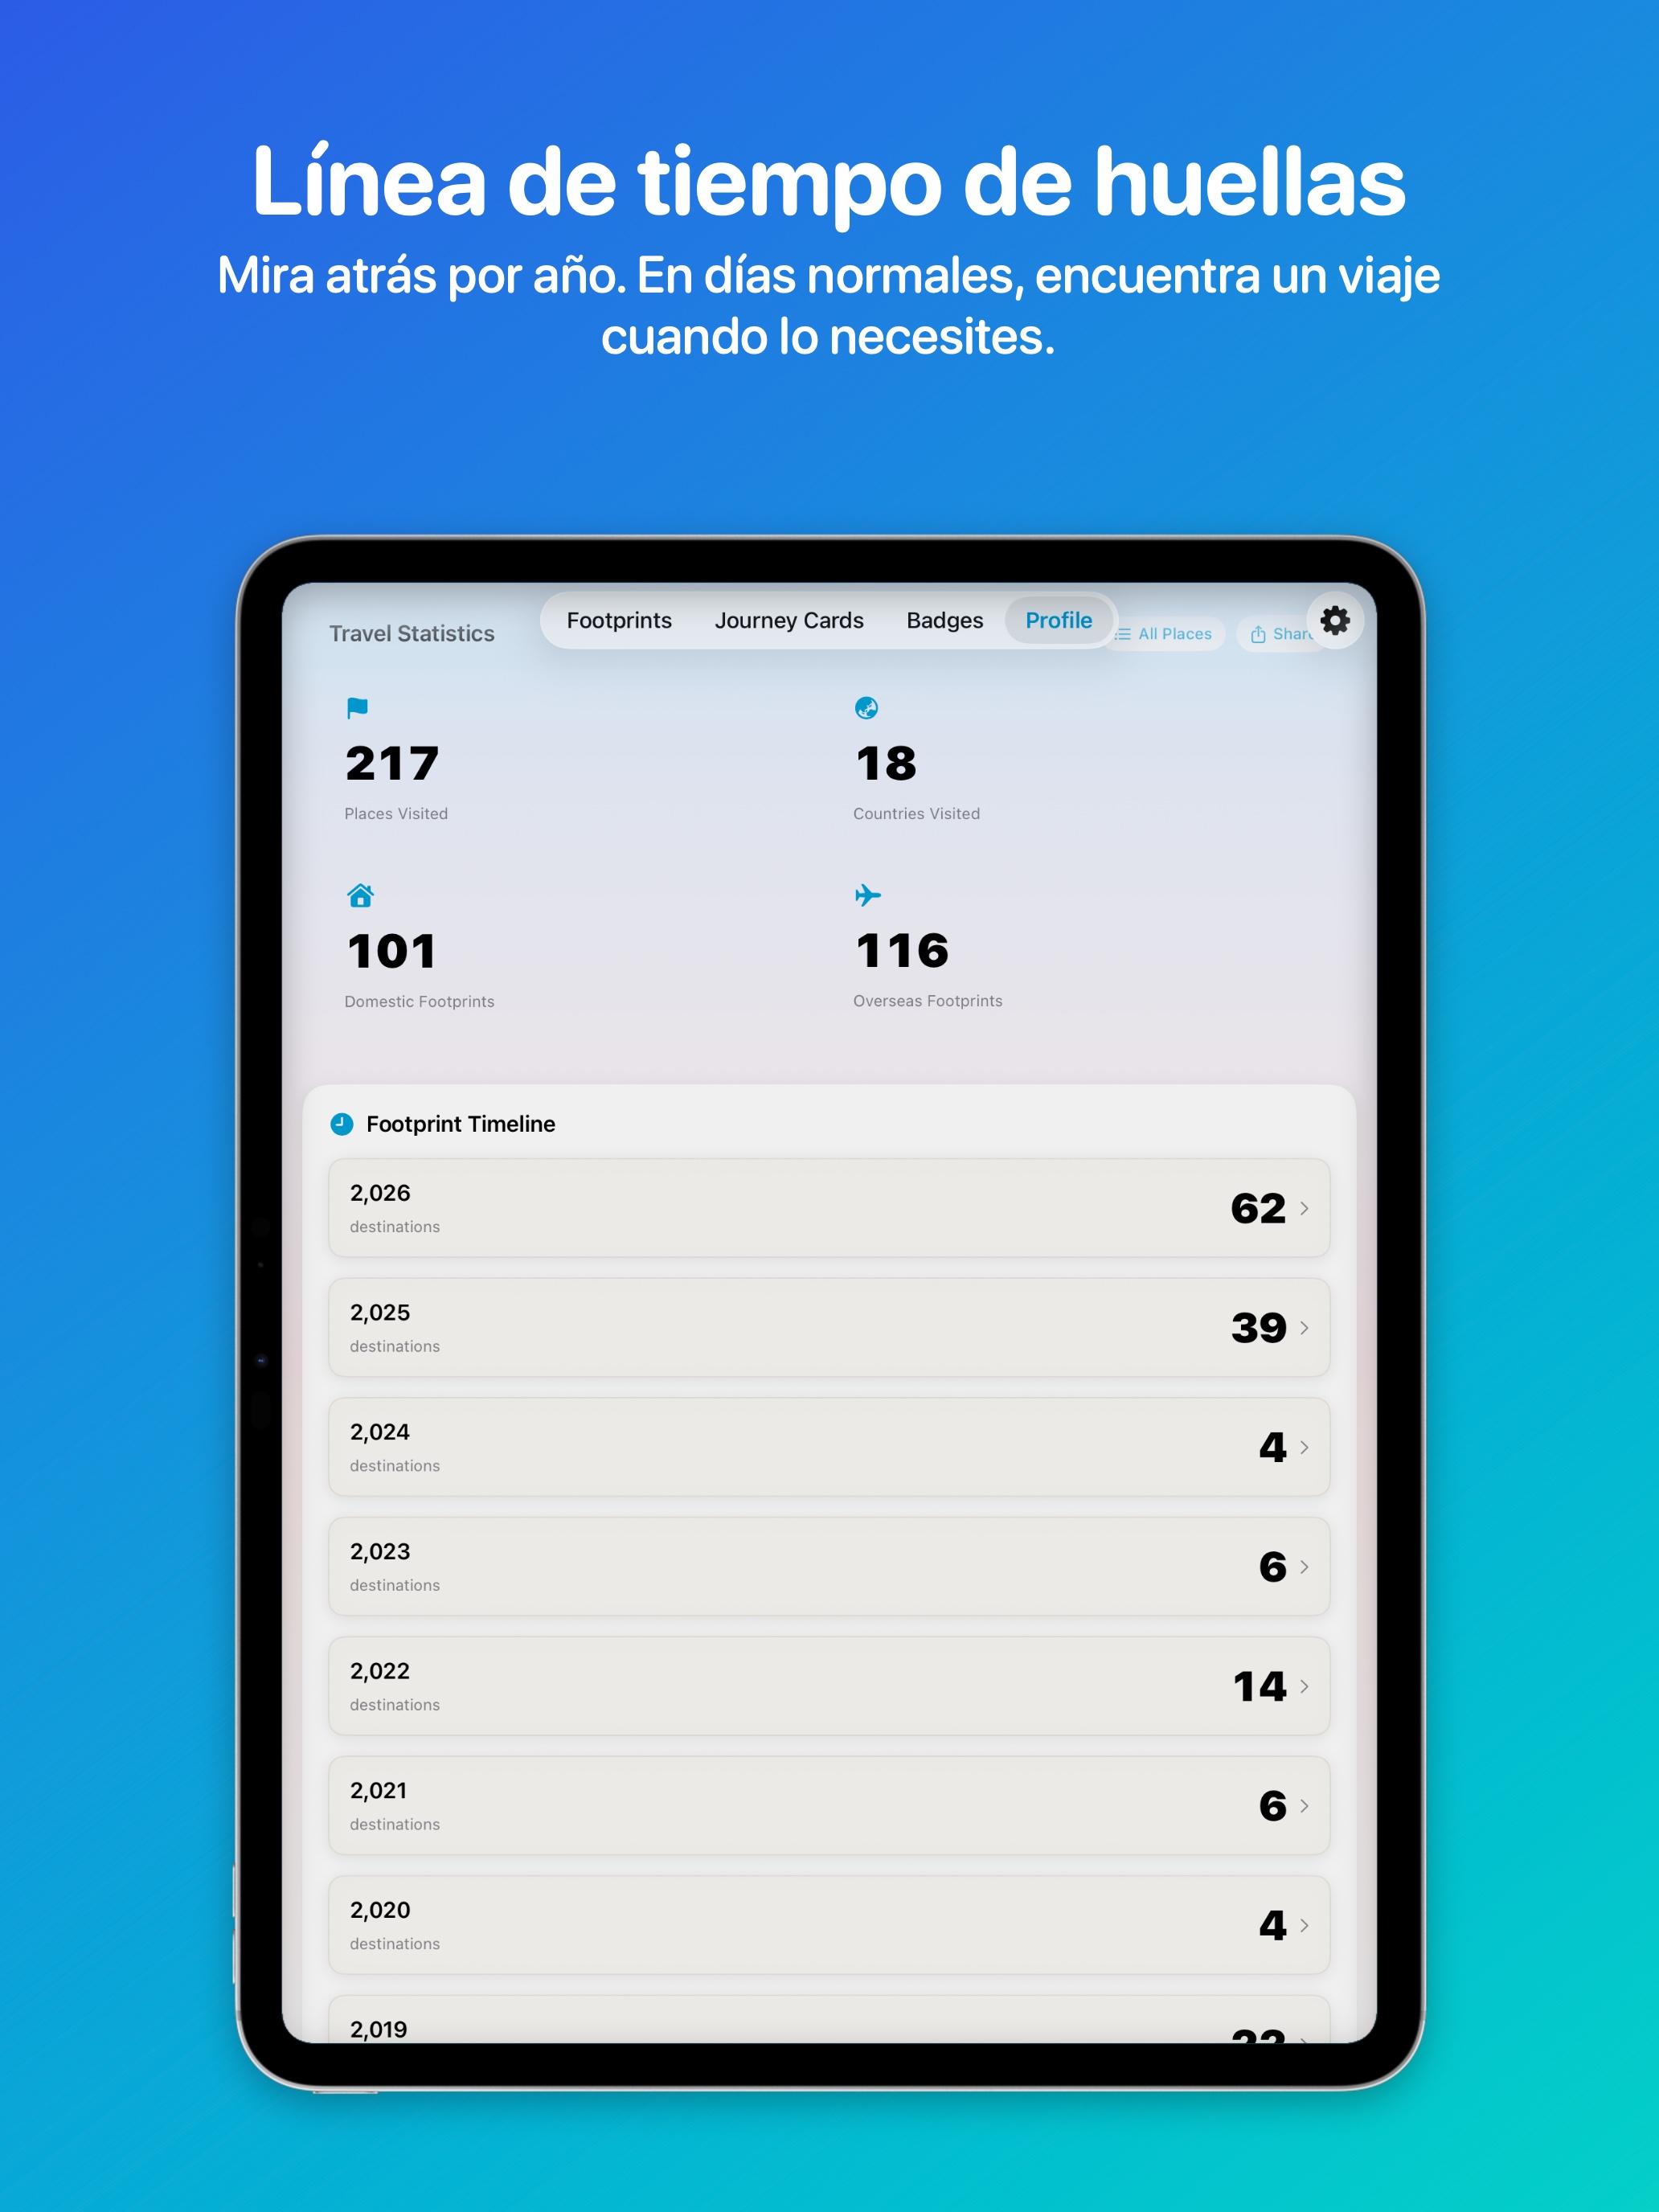 Línea de tiempo de huellas
Mira atrás por año. En días normales, encuentra un viaje
cuando lo necesites.
Travel Statistics
Footprints
Journey Cards
Badges
Profile
All Places
217
Places Visited
18
Countries Visited
101
Domestic Footprints
116
Overseas Footprints
Footprint Timeline
2,026
destinations
62
2,025
destinations
39
2,024
destinations
4
2,023
destinations
6
2,022
destinations
14
2,021
destinations
6
2,020
destinations
4
2,019